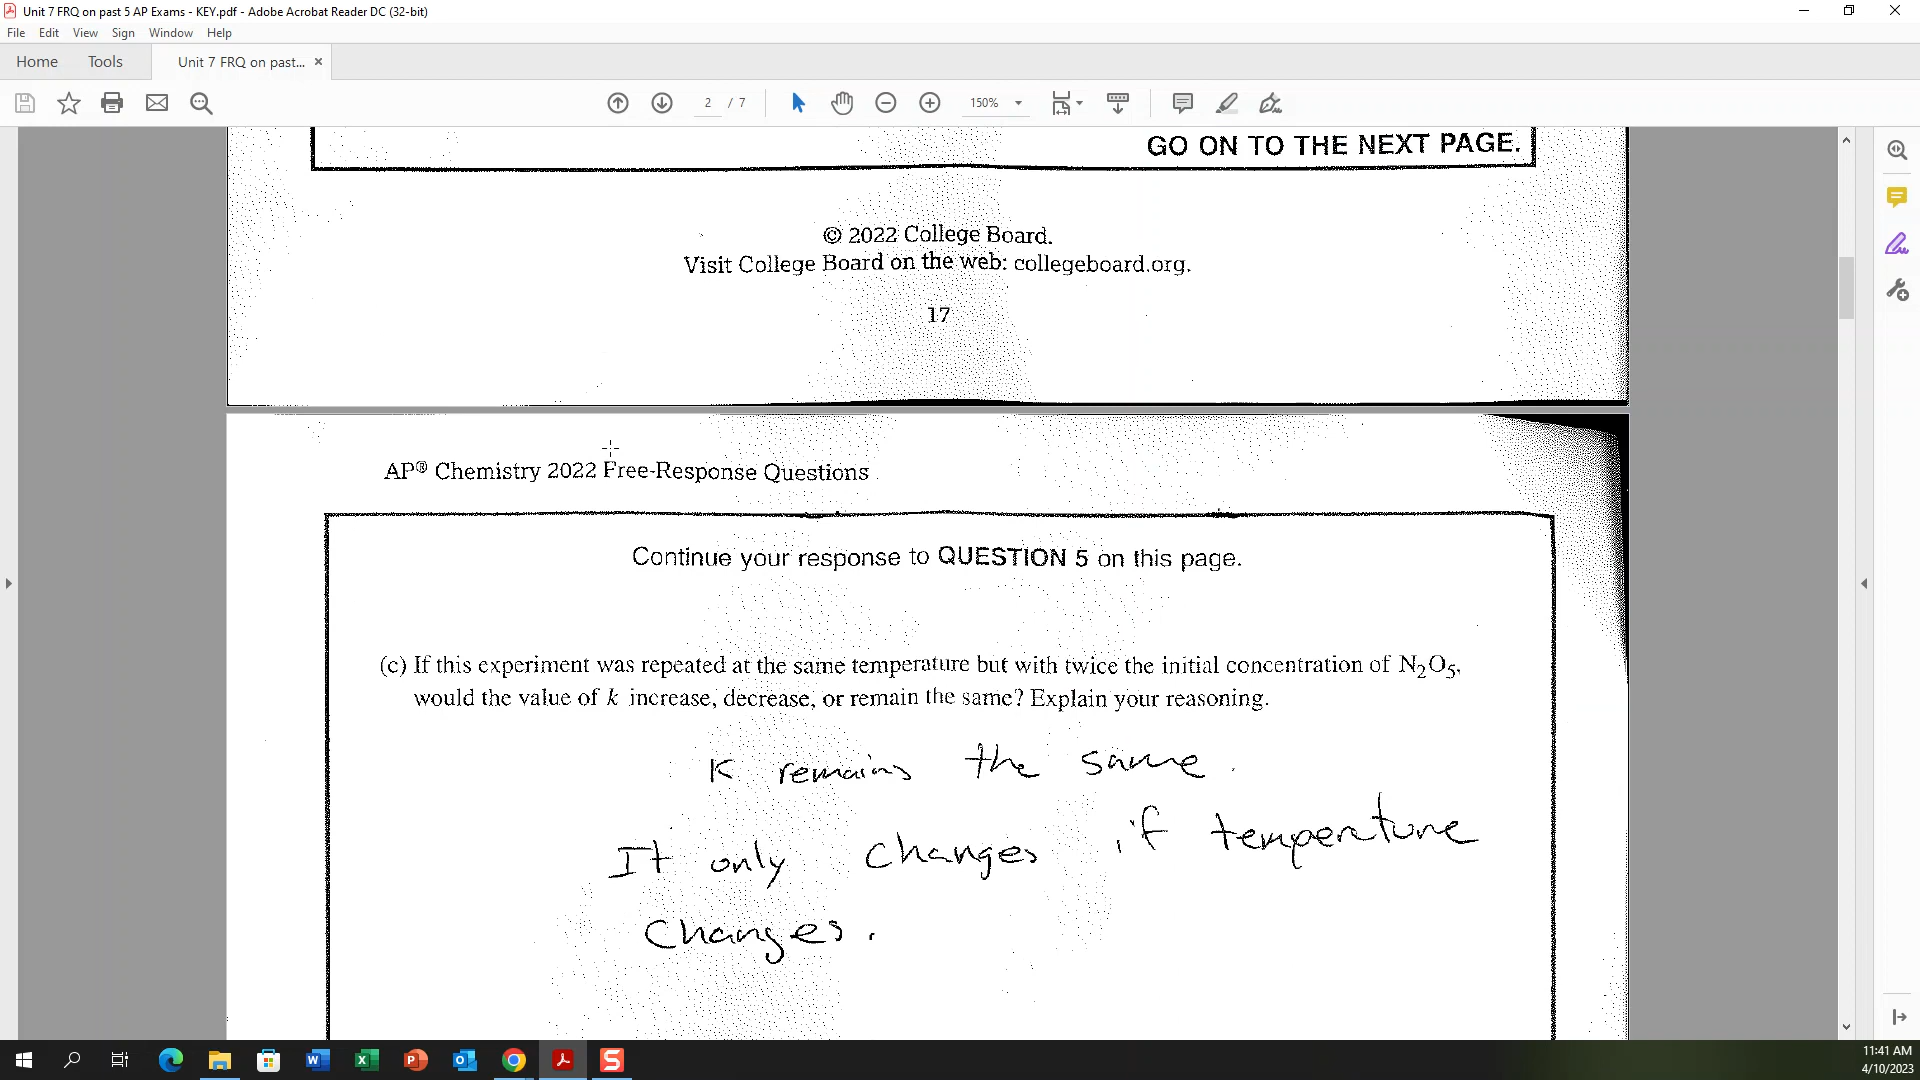 Unit 7 FRQ on past 5 AP Exams - KEY.pdf - Adobe Acrobat Reader DC (32-bit)
File Edit View Sign Window Help
Home Tools Unit 7 FRQ on past... ×
2 / 7 150%
GO ON TO THE NEXT PAGE.
© 2022 College Board.
Visit College Board on the web: collegeboard.org.
17
AP® Chemistry 2022 Free-Response Questions
Continue your response to QUESTION 5 on this page.
(c) If this experiment was repeated at the same temperature but with twice the initial concentration of N₂O₅,
would the value of k increase, decrease, or remain the same? Explain your reasoning.
K remains the same.
It only changes if temperature
changes.
11:41 AM
4/10/2023